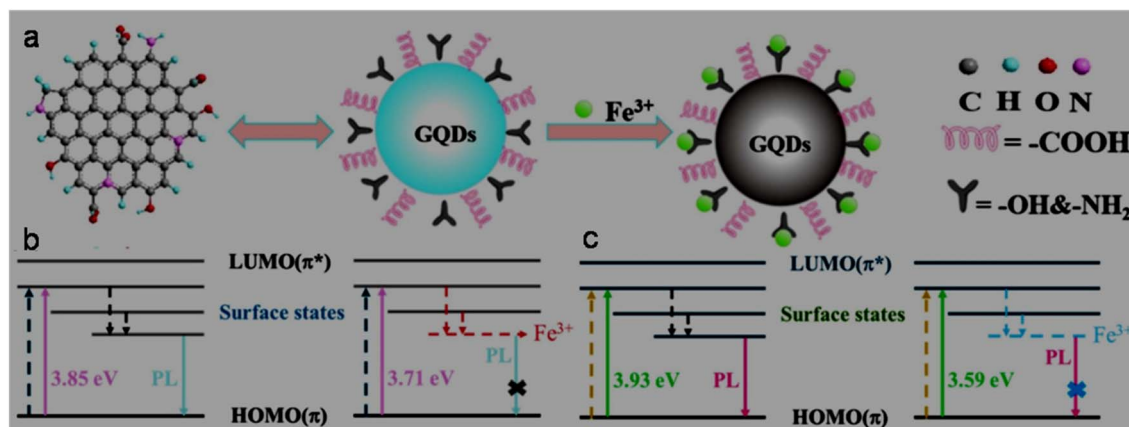 a
GQDs
Fe³⁺
GQDs
C H O N
= -COOH
= -OH&-NH₂
b
LUMO(π*)
Surface states
3.85 eV
PL
HOMO(π)
3.71 eV
PL
Fe³⁺
c
LUMO(π*)
Surface states
3.93 eV
PL
HOMO(π)
3.59 eV
PL
Fe³⁺